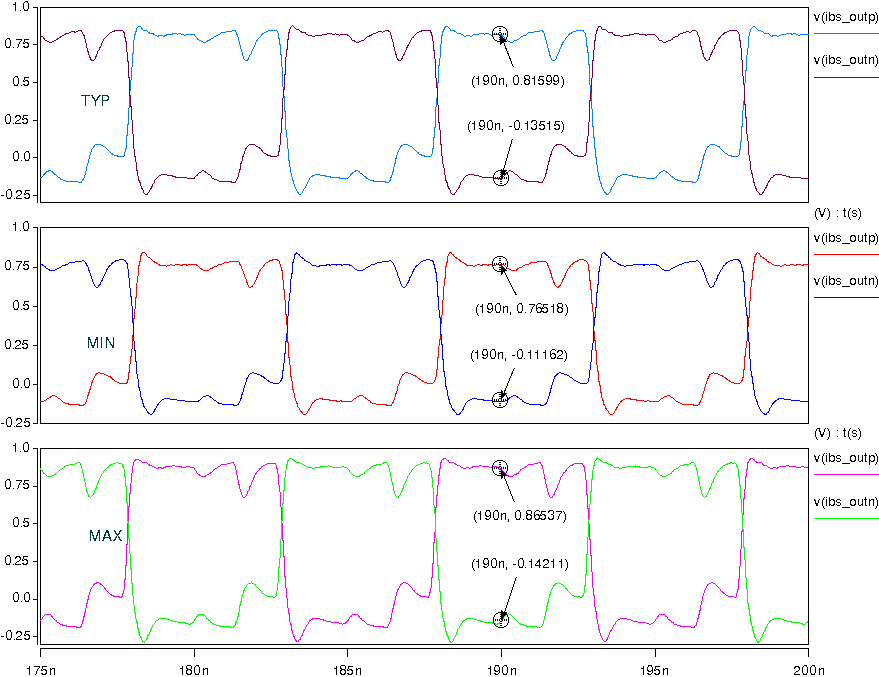 1.0
0.75
0.5
0.25
0.0
-0.25
TYP
(190n, 0.81599)
(190n, -0.13515)
v(ibs_outp)
v(ibs_outn)
(V) : t(s)
1.0
0.75
0.5
0.25
0.0
-0.25
MIN
(190n, 0.76518)
(190n, -0.11162)
v(ibs_outp)
v(ibs_outn)
(V) : t(s)
1.0
0.75
0.5
0.25
0.0
-0.25
MAX
(190n, 0.86537)
(190n, -0.14211)
v(ibs_outp)
v(ibs_outn)
175n 180n 185n 190n 195n 200n